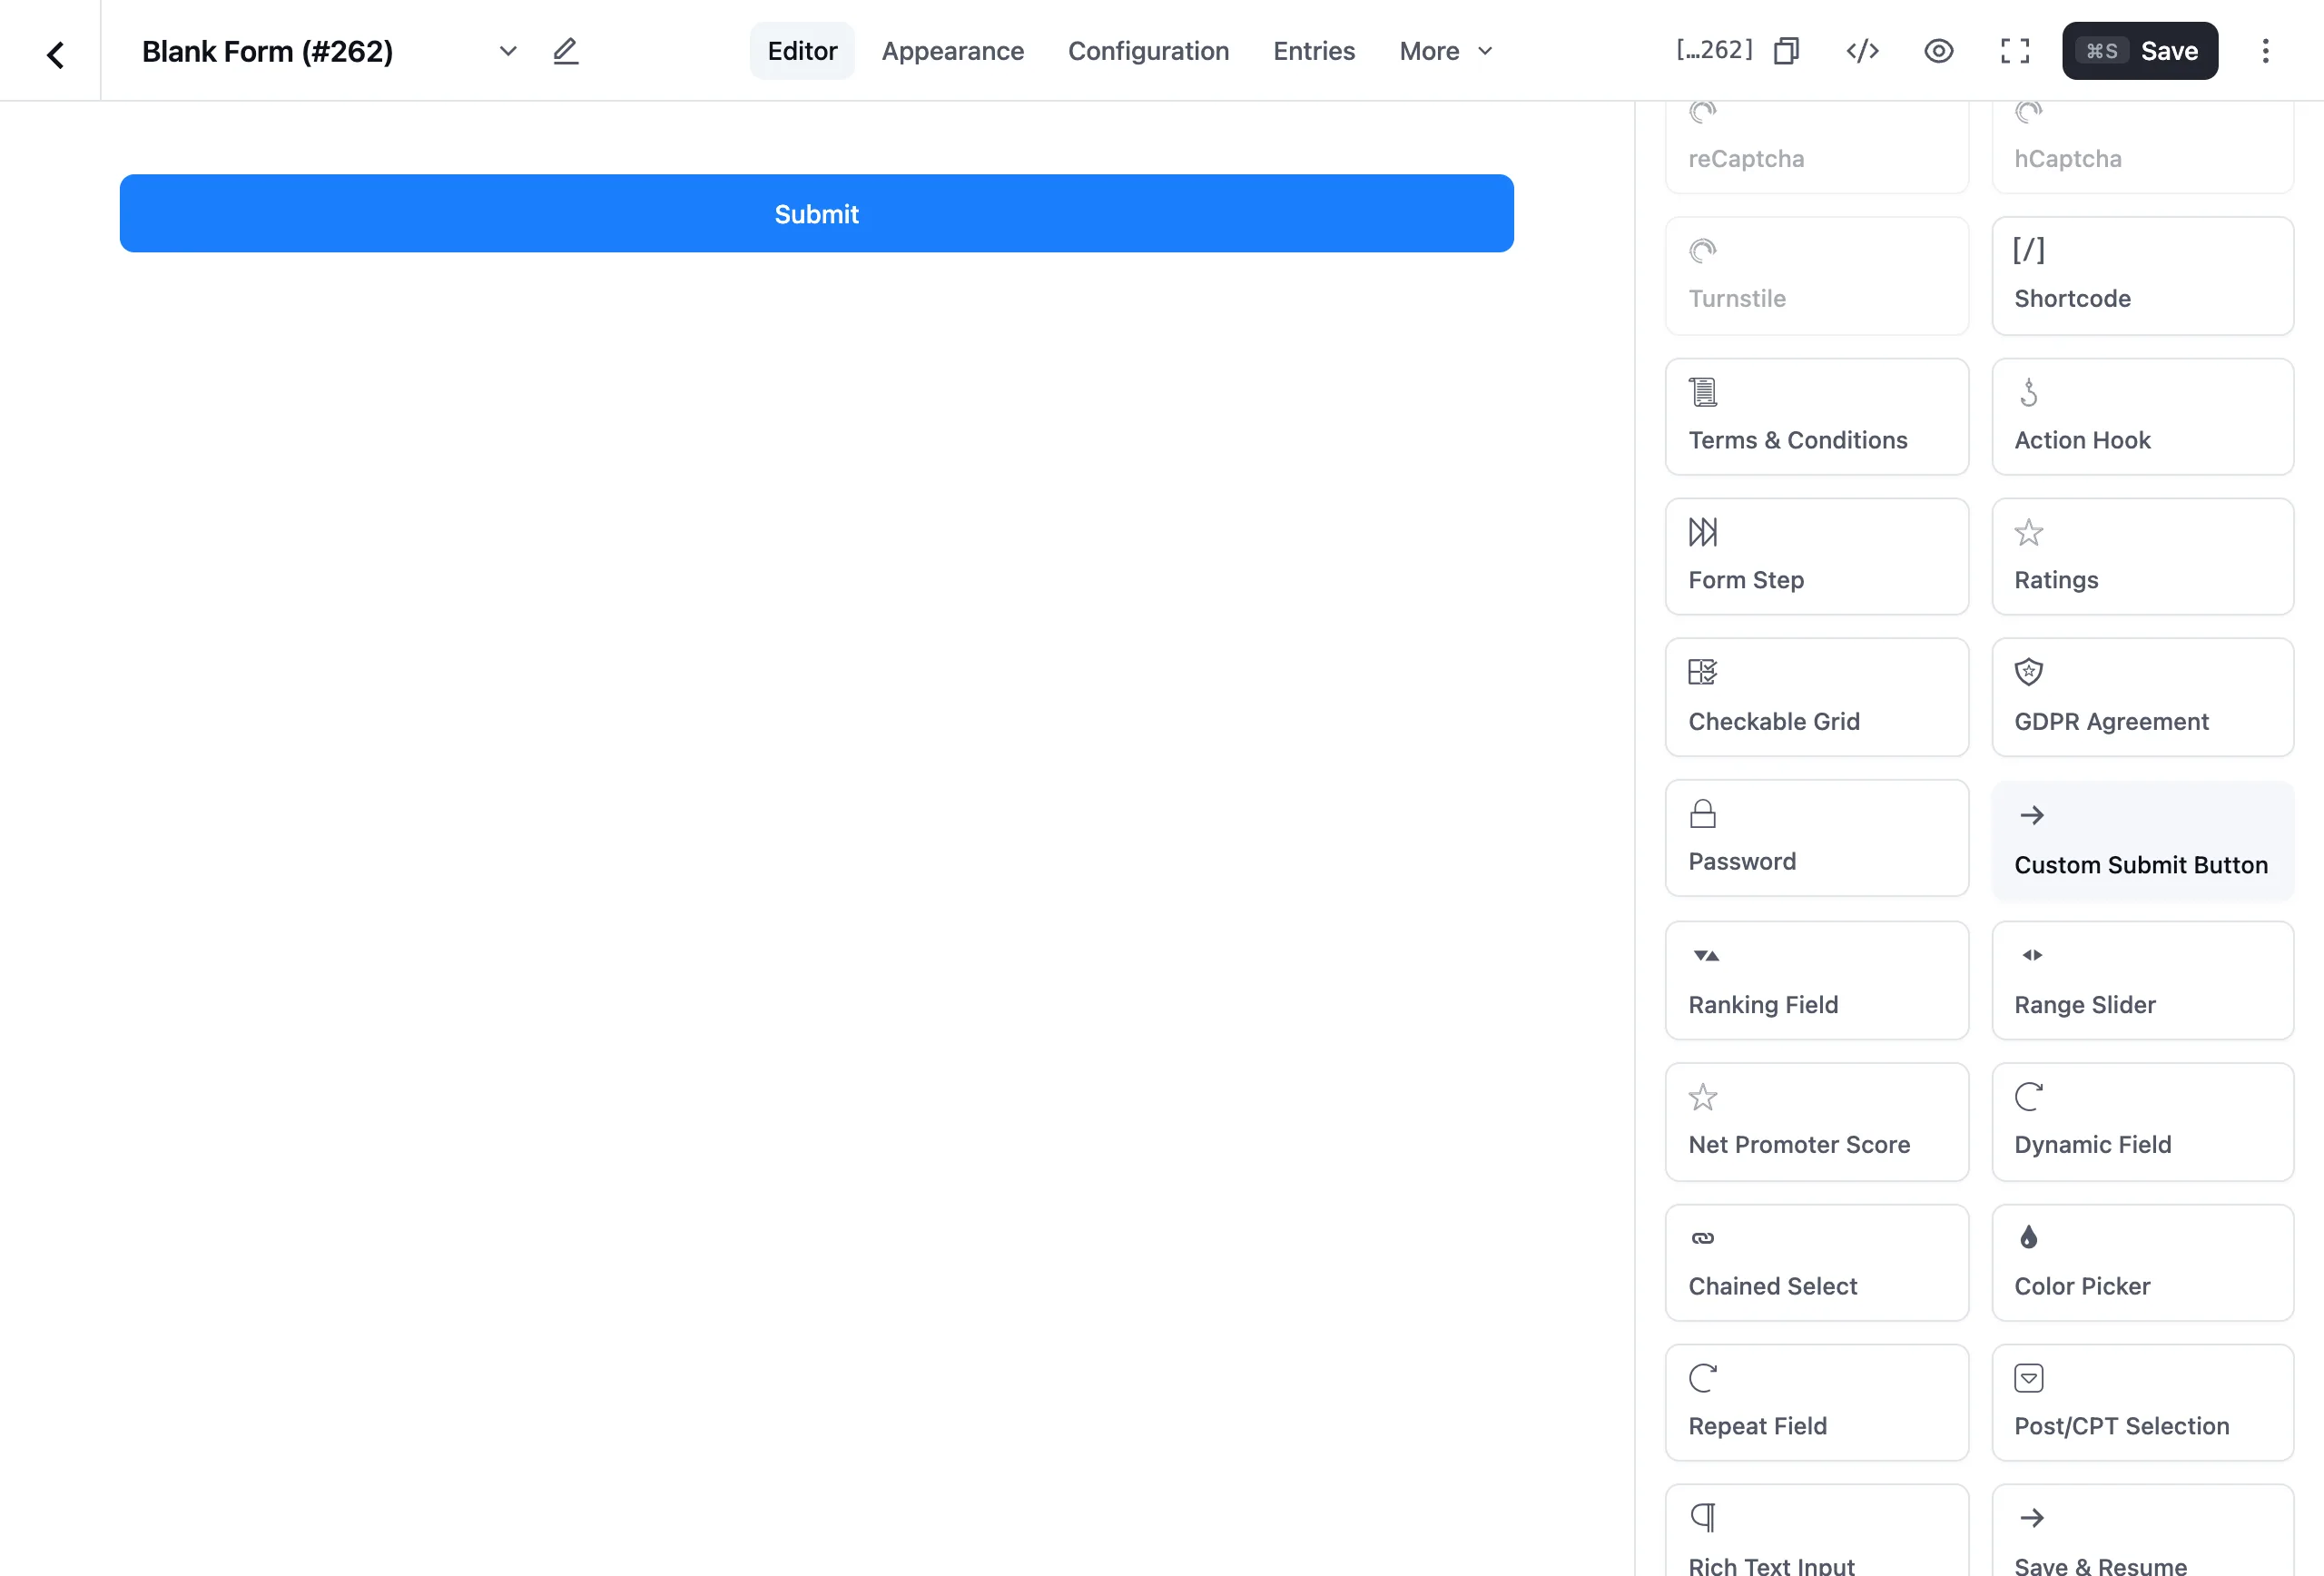 Blank Form (#262)
Editor
Appearance
Configuration
Entries
More
[...262]
⌘S Save
Submit
reCaptcha
hCaptcha
Turnstile
[/]
Shortcode
Terms & Conditions
Action Hook
Form Step
Ratings
Checkable Grid
GDPR Agreement
Password
Custom Submit Button
Ranking Field
Range Slider
Net Promoter Score
Dynamic Field
Chained Select
Color Picker
Repeat Field
Post/CPT Selection
Rich Text Input
Save & Resume